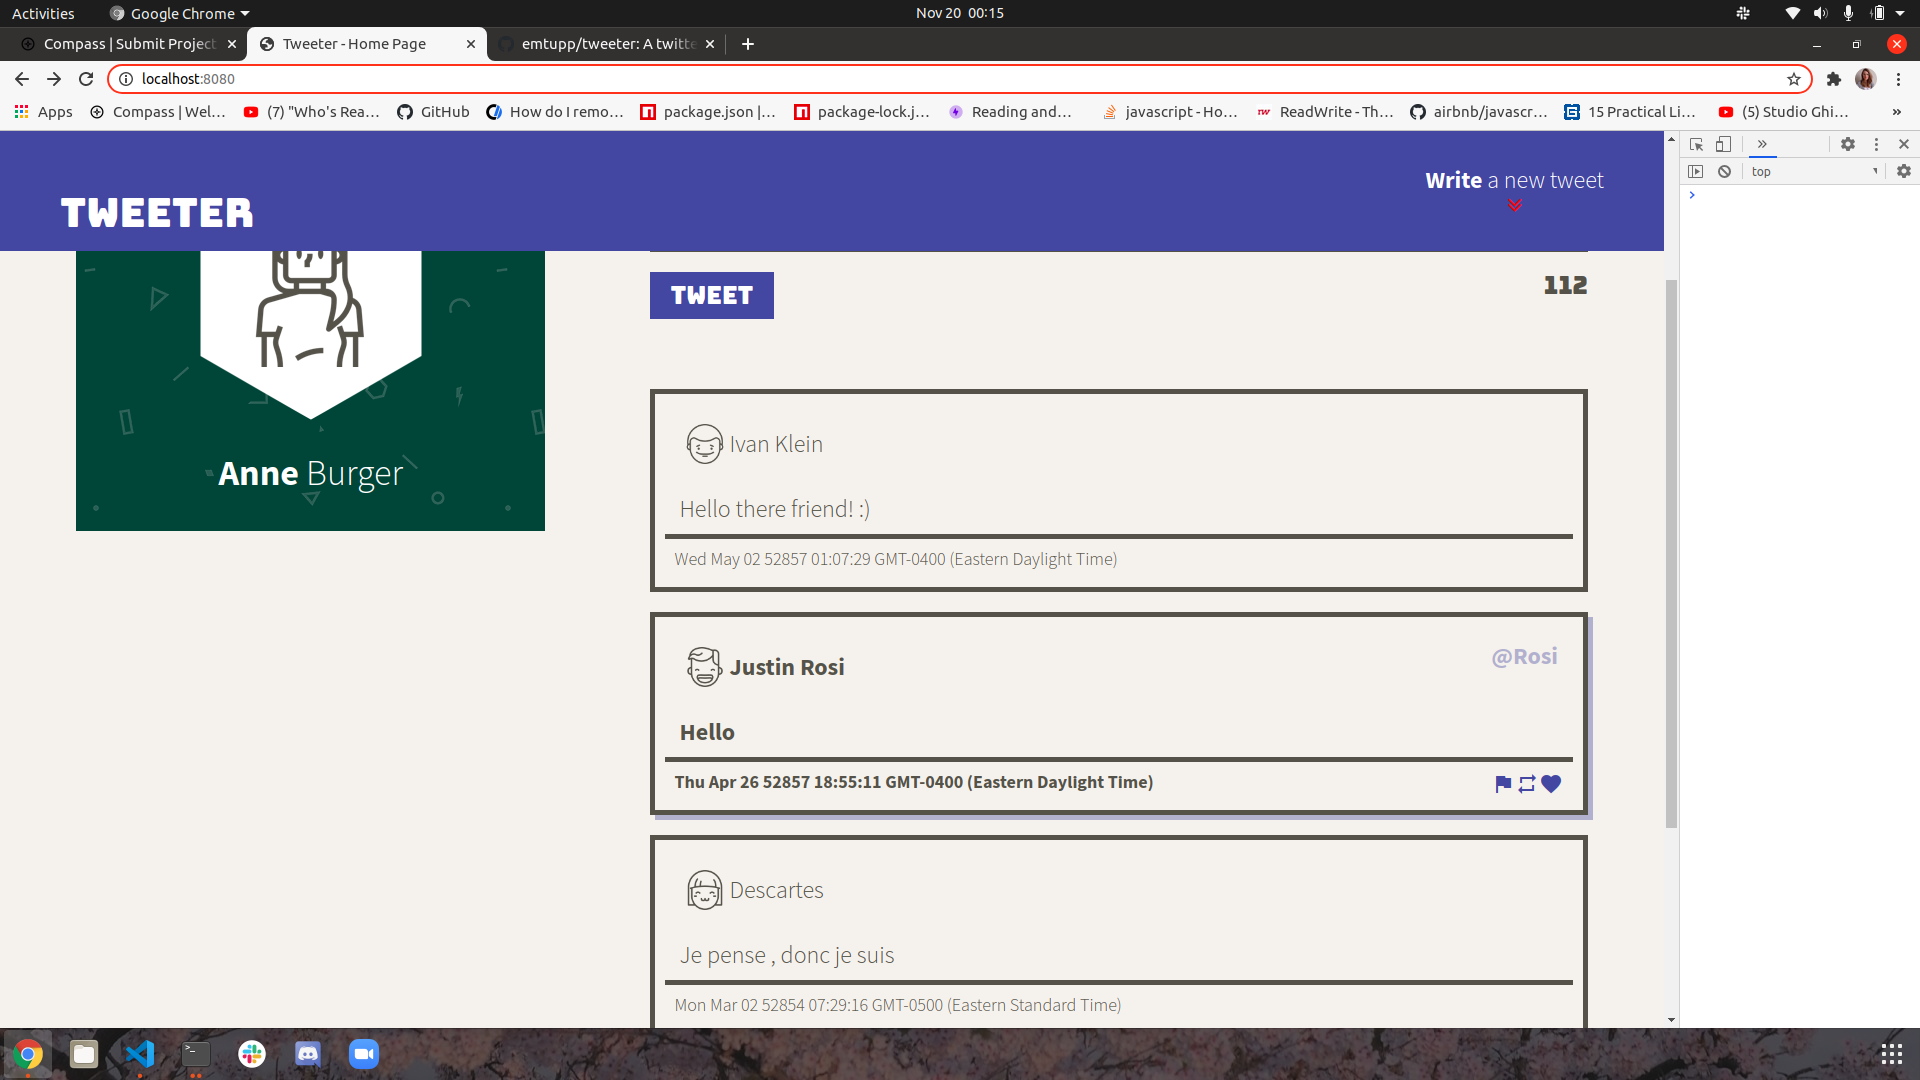 Activities
Google Chrome
Nov 20 00:15
Compass | Submit Project
Tweeter - Home Page
emtupp/tweeter: A twitte
localhost:8080
Apps
Compass | Wel...
(7) "Who's Rea...
GitHub
How do I remo...
package.json |...
package-lock.j...
Reading and...
javascript - Ho...
ReadWrite - Th...
airbnb/javascr...
15 Practical Li...
(5) Studio Ghi...
»
TWEETER
Write a new tweet
top
TWEET
112
Anne Burger
Ivan Klein
Hello there friend! :)
Wed May 02 52857 01:07:29 GMT-0400 (Eastern Daylight Time)
Justin Rosi
@Rosi
Hello
Thu Apr 26 52857 18:55:11 GMT-0400 (Eastern Daylight Time)
Descartes
Je pense , donc je suis
Mon Mar 02 52854 07:29:16 GMT-0500 (Eastern Standard Time)